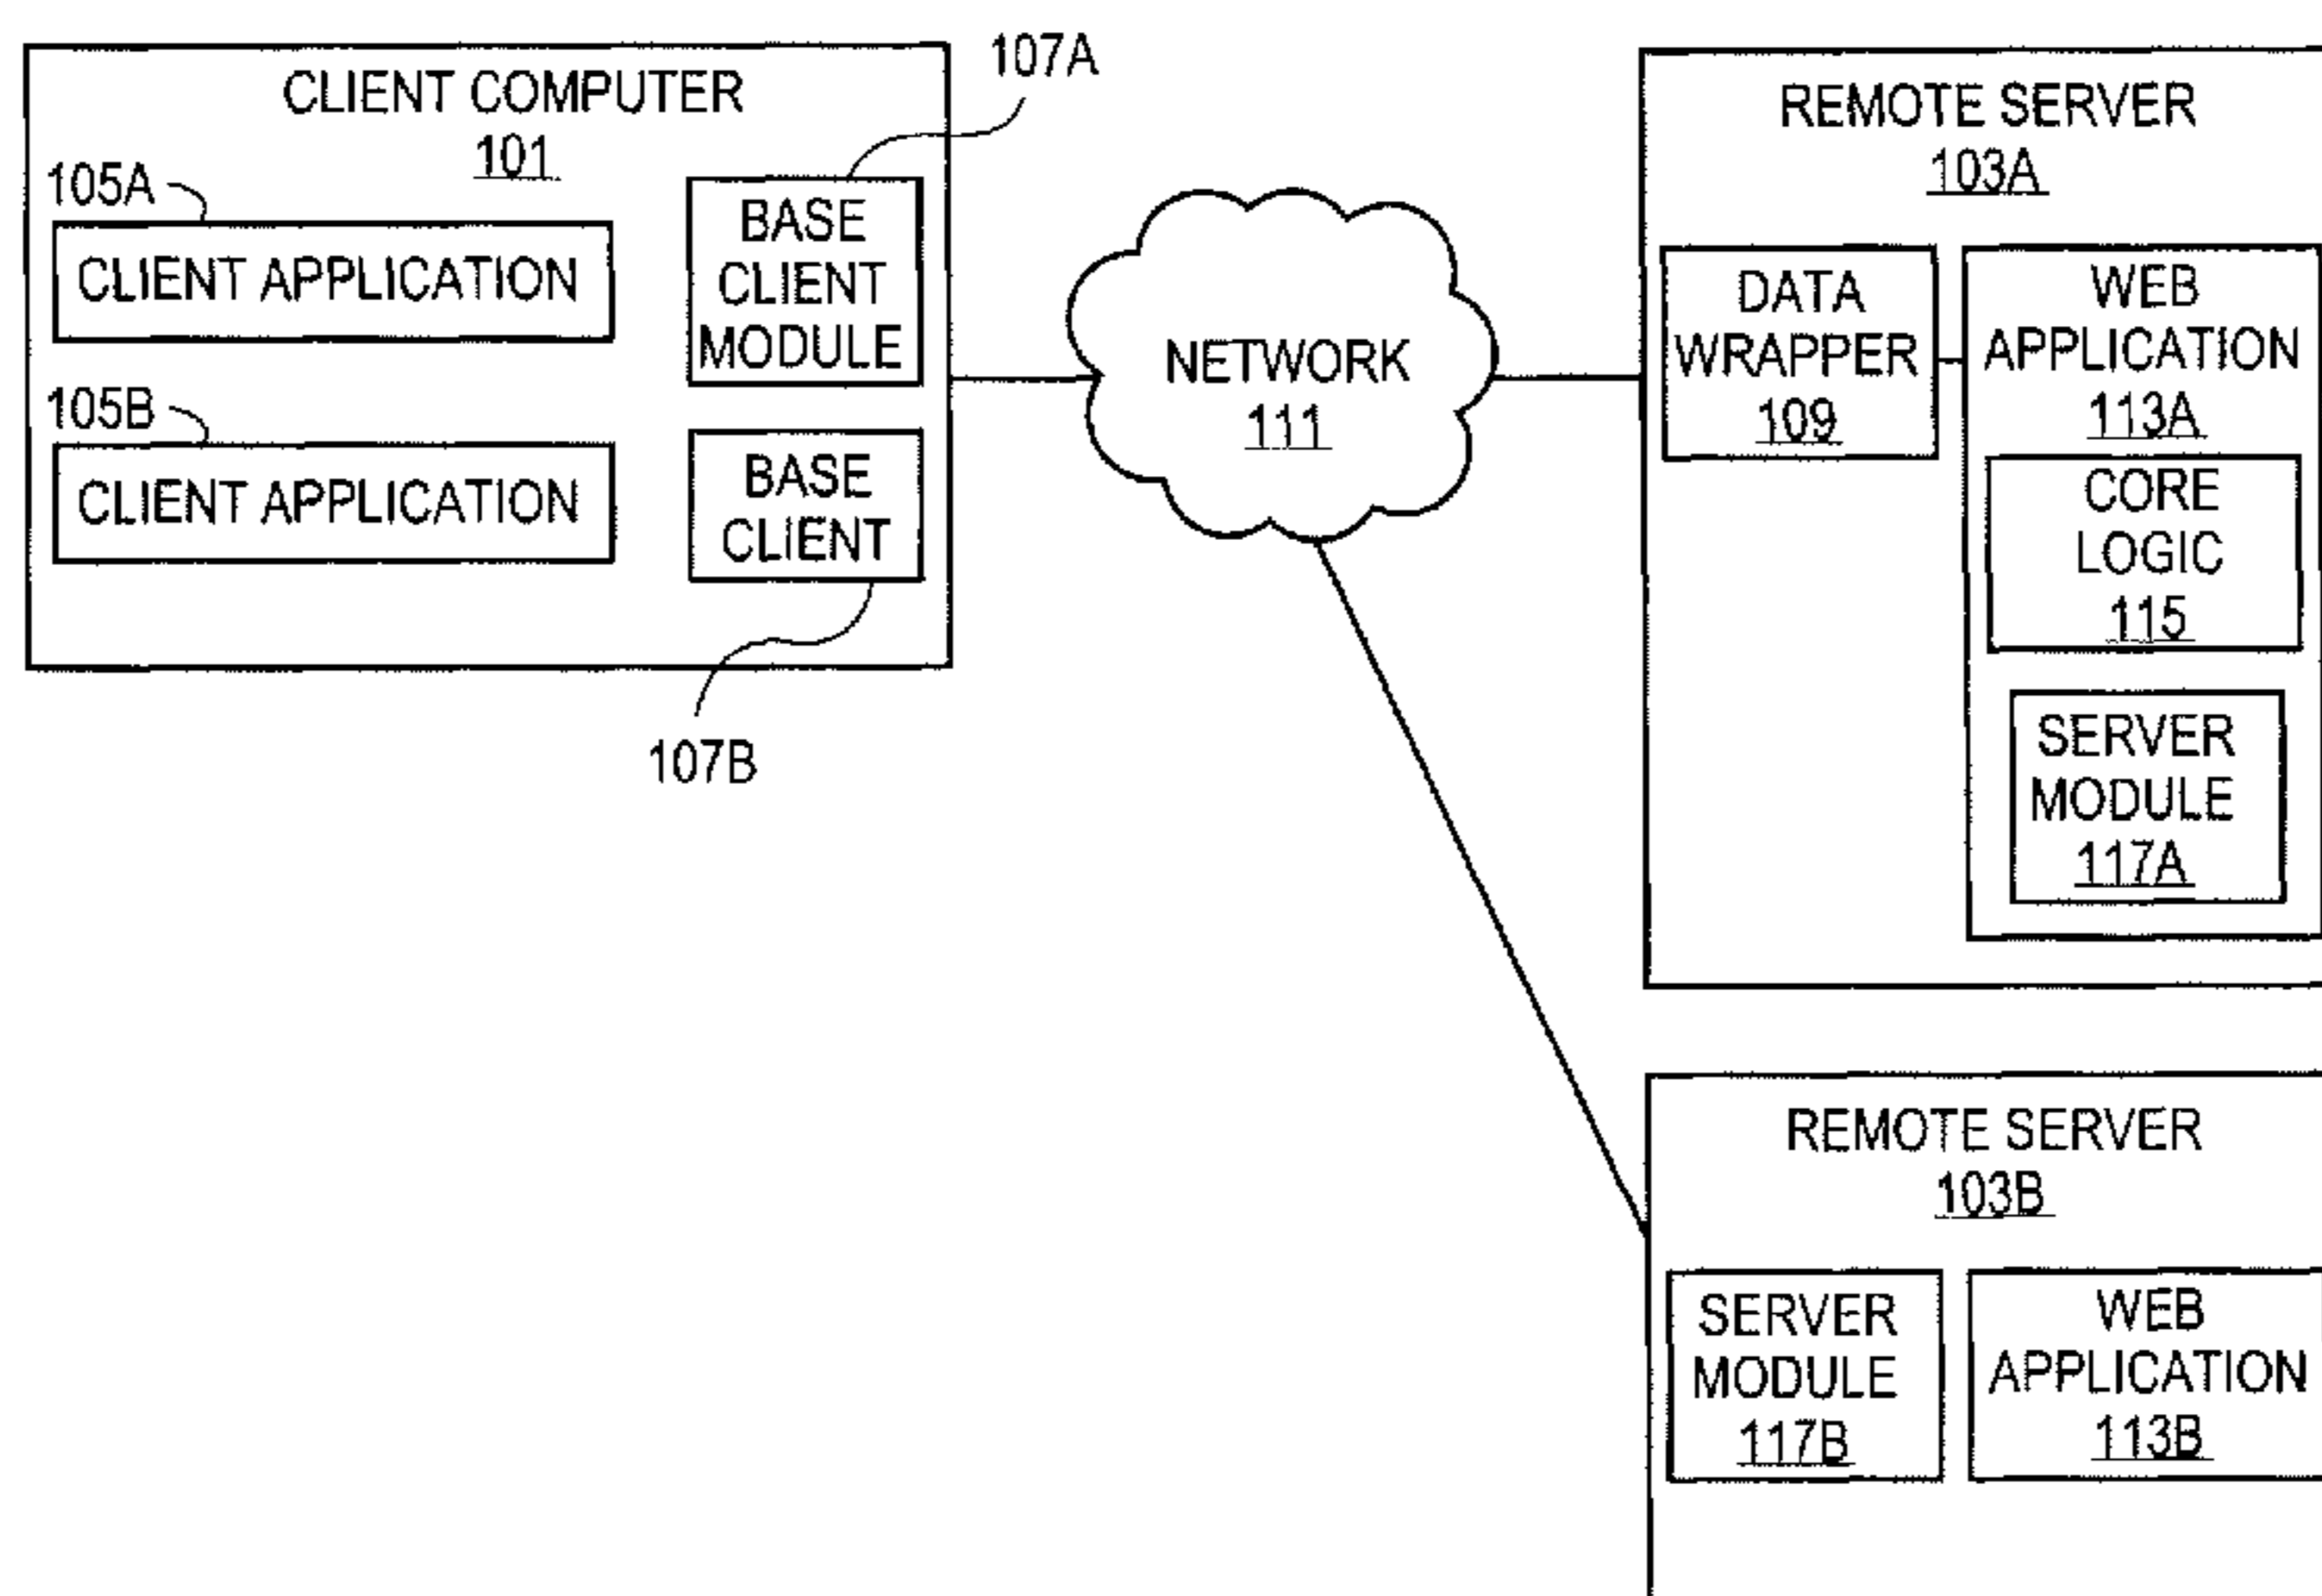 CLIENT COMPUTER
101
107A
105A
CLIENT APPLICATION
BASE
CLIENT
MODULE
105B
CLIENT APPLICATION
BASE
CLIENT
107B
NETWORK
111
REMOTE SERVER
103A
DATA
WRAPPER
109
WEB
APPLICATION
113A
CORE
LOGIC
115
SERVER
MODULE
117A
REMOTE SERVER
103B
SERVER
MODULE
117B
WEB
APPLICATION
113B